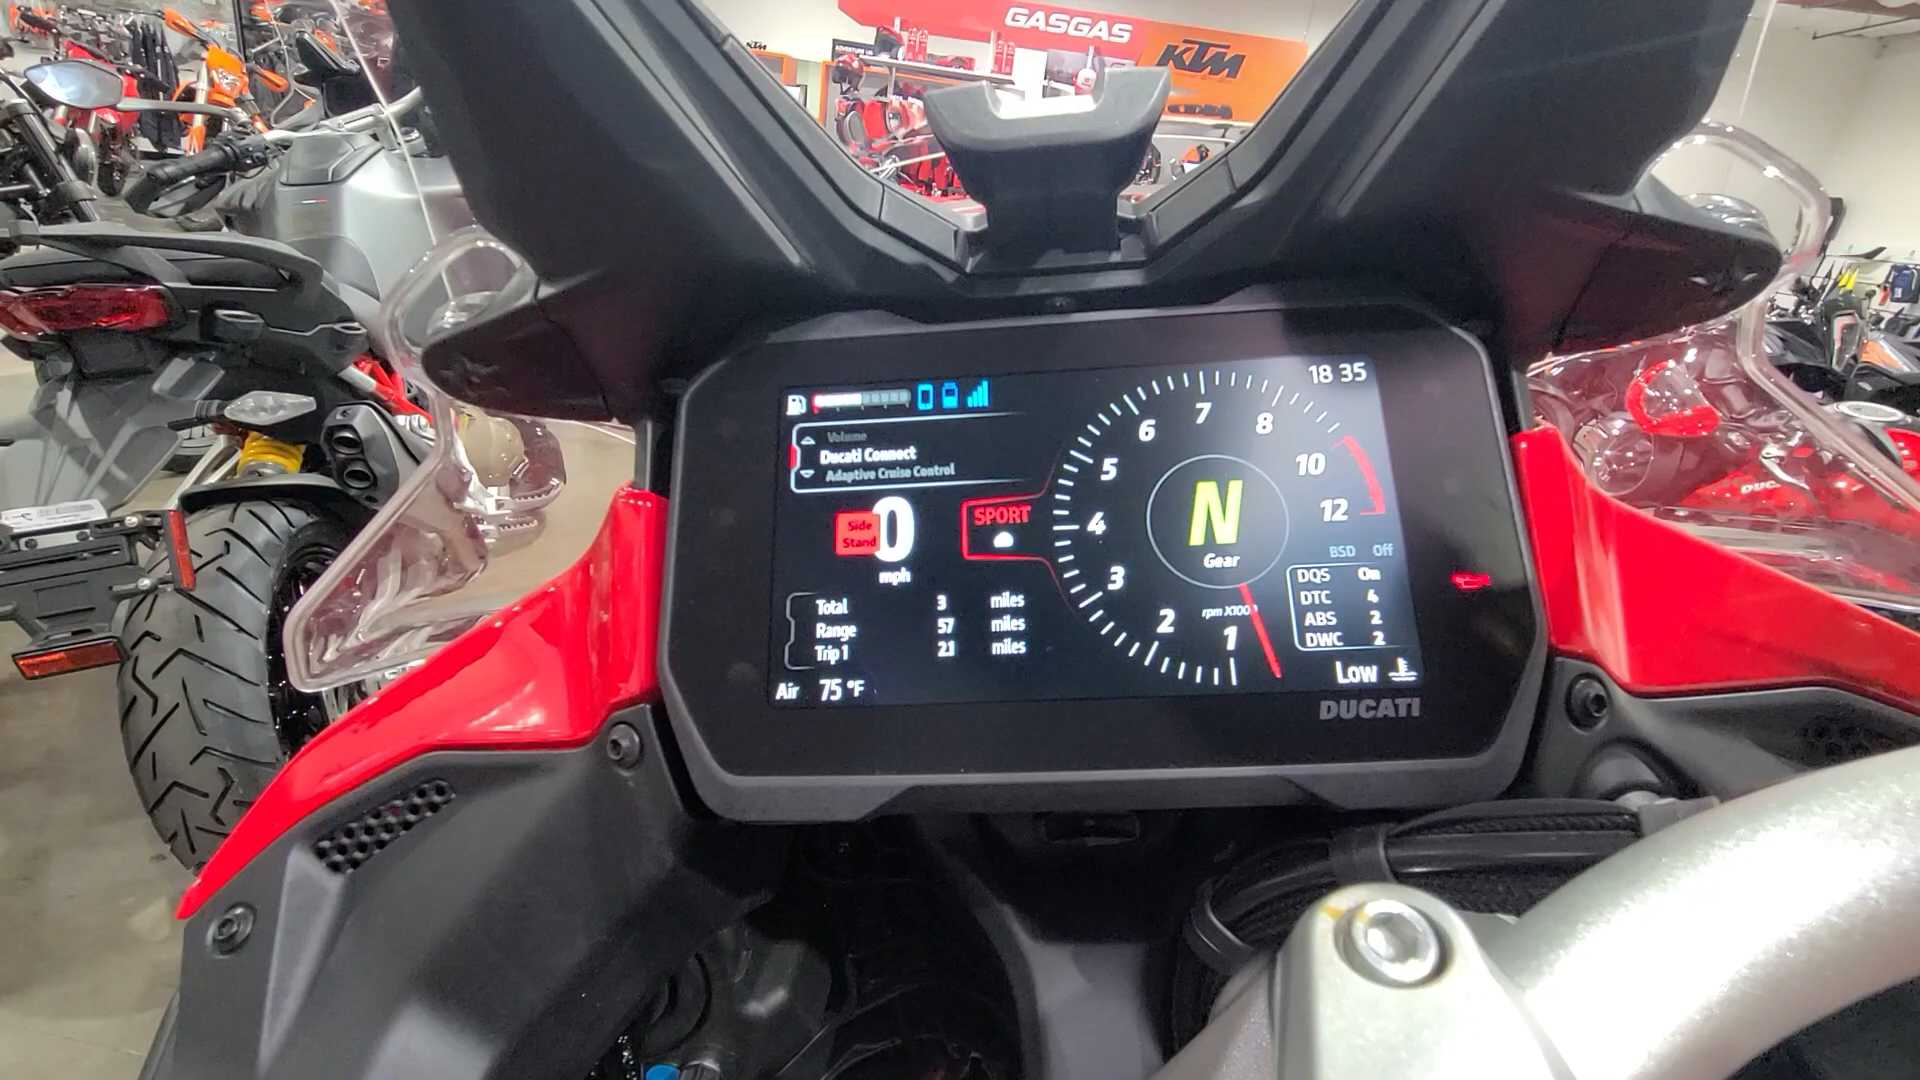 GASGAS
KTM
KTM
18 35
Volume
Ducati Connect
Adaptive Cruise Control
Side
Stand
0
mph
SPORT
1
2
3
4
5
6
7
8
10
12
N
Gear
BSD Off
DQS On
DTC 4
ABS 2
DWC 2
Total 3 miles
Range 57 miles
Trip 1 2.1 miles
Air 75 °F
Low
DUCATI